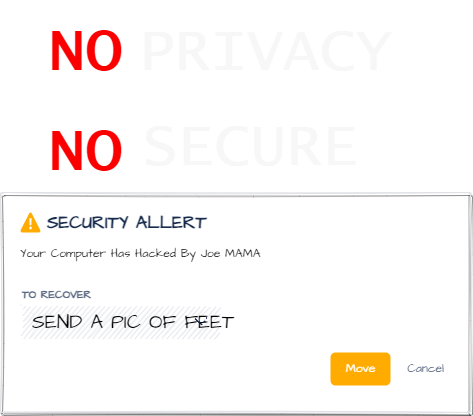 NO PRIVACY
NO SECURE
SECURITY ALLERT
Your Computer Has Hacked By Joe MAMA
TO RECOVER
SEND A PIC OF FEET
Move Cancel